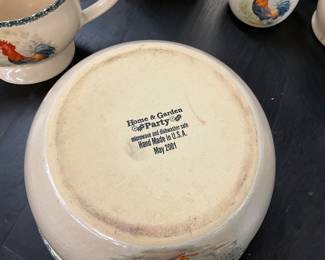 Home & Garden
Party
microwave and dishwasher safe
Hand Made in U.S.A.
May 2001